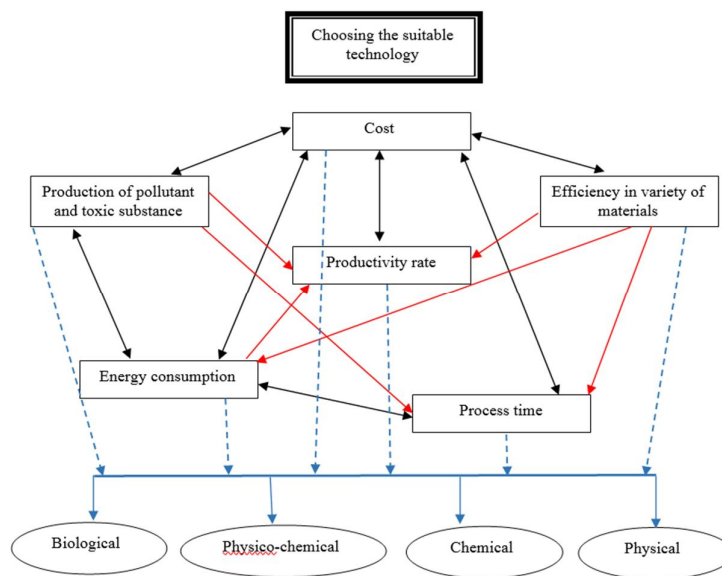 Choosing the suitable
technology
Cost
Production of pollutant
and toxic substance
Efficiency in variety of
materials
Productivity rate
Energy consumption
Process time
Biological
Physico-chemical
Chemical
Physical